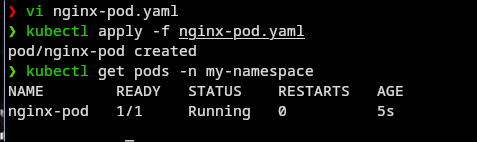 ❯ vi nginx-pod.yaml
❯ kubectl apply -f nginx-pod.yaml
pod/nginx-pod created
❯ kubectl get pods -n my-namespace
NAME        READY   STATUS    RESTARTS   AGE
nginx-pod   1/1     Running   0          5s